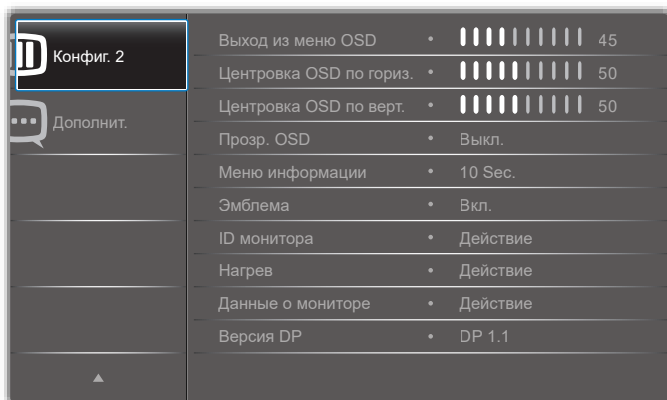 Конфиг. 2
Дополнит.
Выход из меню OSD • 45
Центровка OSD по гориз. • 50
Центровка OSD по верт. • 50
Прозр. OSD • Выкл.
Меню информации • 10 Sec.
Эмблема • Вкл.
ID монитора • Действие
Нагрев • Действие
Данные о мониторе • Действие
Версия DP • DP 1.1